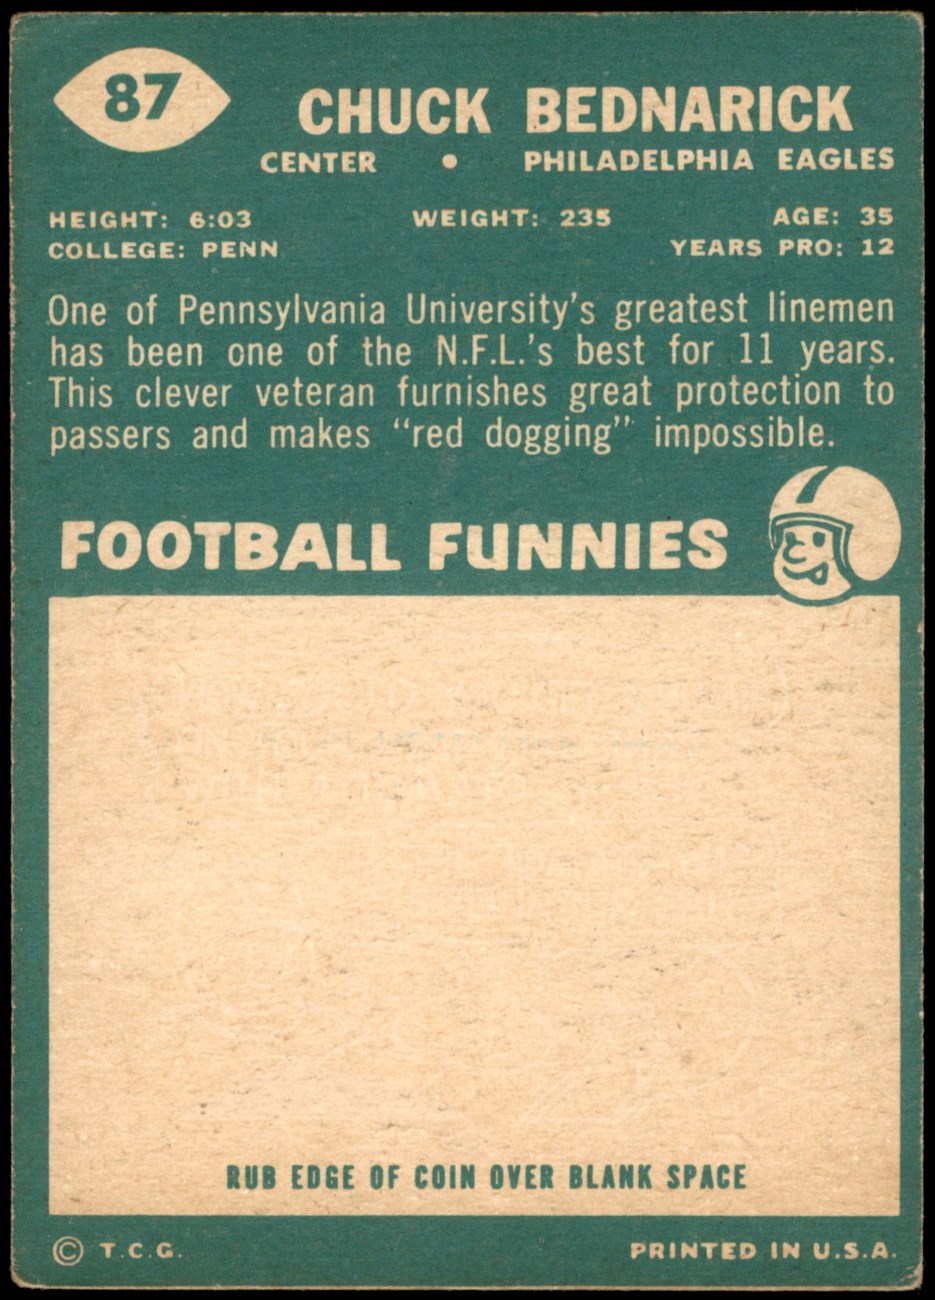 87
CHUCK BEDNARICK
CENTER • PHILADELPHIA EAGLES
HEIGHT: 6:03 WEIGHT: 235 AGE: 35
COLLEGE: PENN YEARS PRO: 12
One of Pennsylvania University's greatest linemen
has been one of the N.F.L.'s best for 11 years.
This clever veteran furnishes great protection to
passers and makes "red dogging" impossible.
FOOTBALL FUNNIES
RUB EDGE OF COIN OVER BLANK SPACE
© T.C.G. PRINTED IN U.S.A.